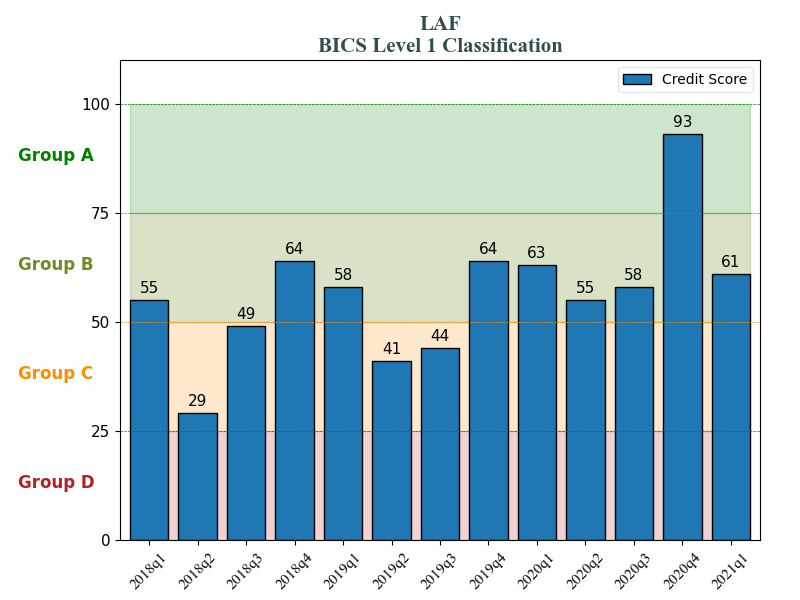 LAF
BICS Level 1 Classification
Credit Score
100
Group A
75
Group B
50
Group C
25
Group D
0
55
29
49
64
58
41
44
64
63
55
58
93
61
2018q1
2018q2
2018q3
2018q4
2019q1
2019q2
2019q3
2019q4
2020q1
2020q2
2020q3
2020q4
2021q1